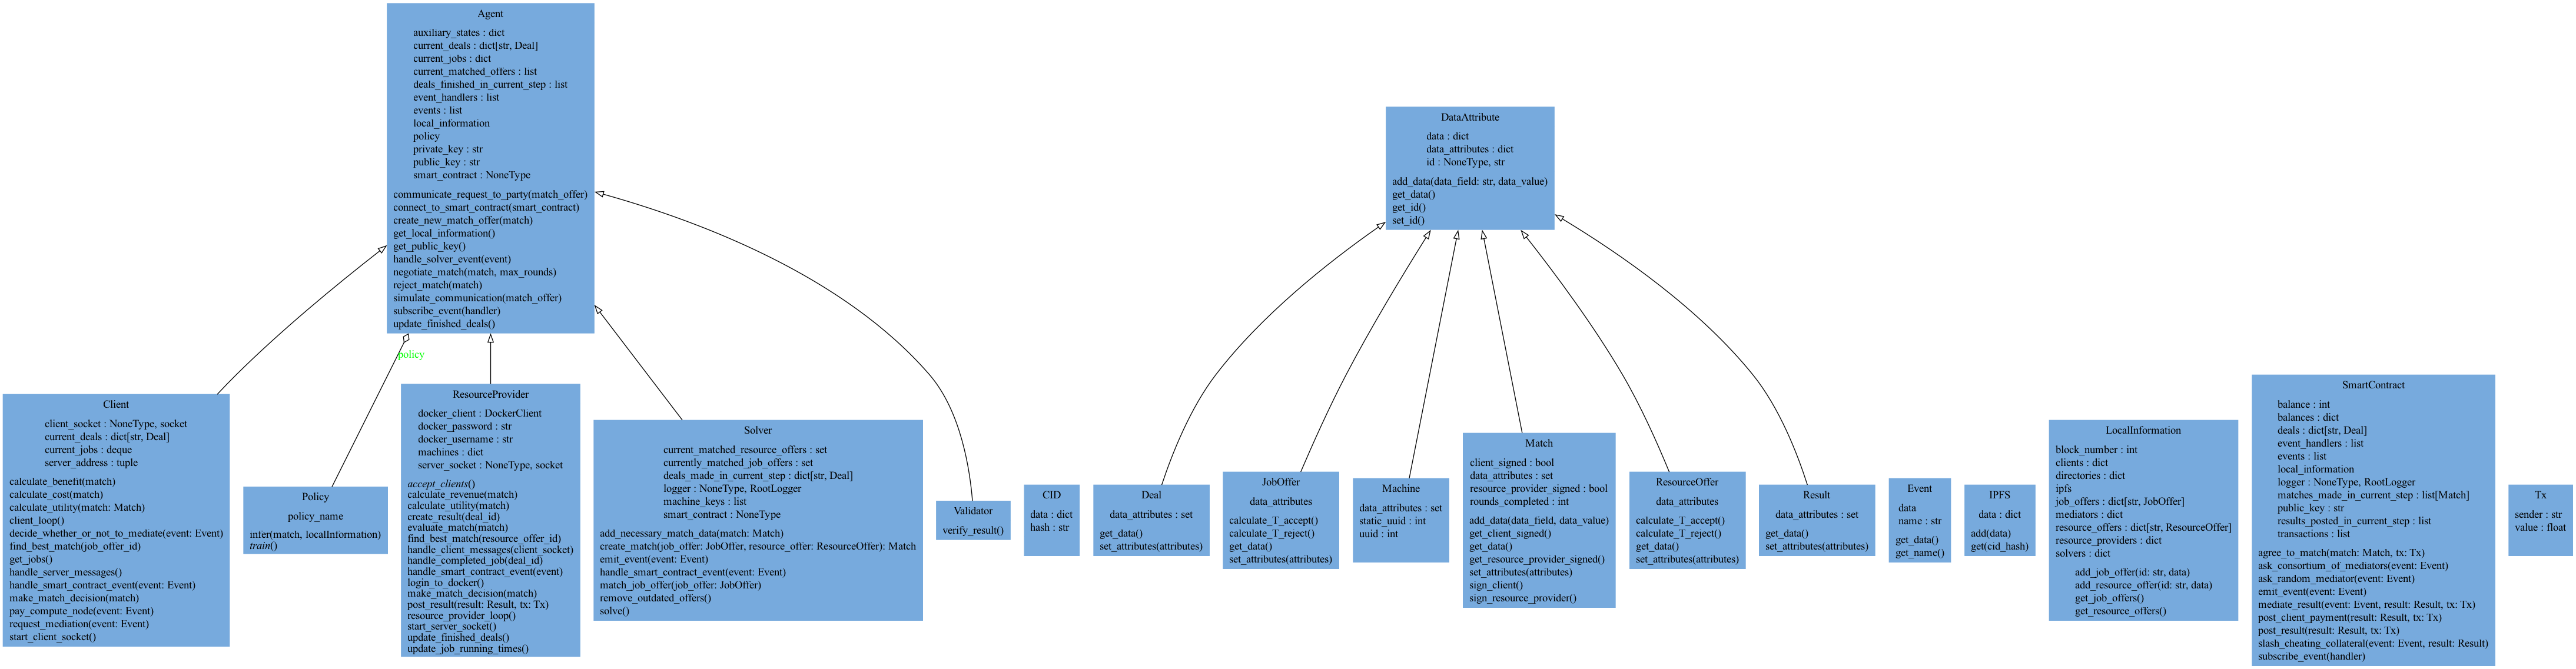 Agent
auxiliary_states : dict
current_deals : dict[str, Deal]
current_jobs : dict
current_matched_offers : list
deals_finished_in_current_step : list
event_handlers : list
events : list
local_information
policy
private_key : str
public_key : str
smart_contract : NoneType
communicate_request_to_party(match_offer)
connect_to_smart_contract(smart_contract)
create_new_match_offer(match)
get_local_information()
get_public_key()
handle_solver_event(event)
negotiate_match(match, max_rounds)
reject_match(match)
simulate_communication(match_offer)
subscribe_event(handler)
update_finished_deals()
DataAttribute
data : dict
data_attributes : dict
id : NoneType, str
add_data(data_field: str, data_value)
get_data()
get_id()
set_id()
policy
Client
client_socket : NoneType, socket
current_deals : dict[str, Deal]
current_jobs : deque
server_address : tuple
calculate_benefit(match)
calculate_cost(match)
calculate_utility(match: Match)
client_loop()
decide_whether_or_not_to_mediate(event: Event)
find_best_match(job_offer_id)
get_jobs()
handle_server_messages()
handle_smart_contract_event(event: Event)
make_match_decision(match)
pay_compute_node(event: Event)
request_mediation(event: Event)
start_client_socket()
Policy
policy_name
infer(match, localInformation)
train()
ResourceProvider
docker_client : DockerClient
docker_password : str
docker_username : str
machines : dict
server_socket : NoneType, socket
accept_clients()
calculate_revenue(match)
calculate_utility(match)
create_result(deal_id)
evaluate_match(match)
find_best_match(resource_offer_id)
handle_client_messages(client_socket)
handle_completed_job(deal_id)
handle_smart_contract_event(event)
login_to_docker()
make_match_decision(match)
post_result(result: Result, tx: Tx)
resource_provider_loop()
start_server_socket()
update_finished_deals()
update_job_running_times()
Solver
current_matched_resource_offers : set
currently_matched_job_offers : set
deals_made_in_current_step : dict[str, Deal]
logger : NoneType, RootLogger
machine_keys : list
smart_contract : NoneType
add_necessary_match_data(match: Match)
create_match(job_offer: JobOffer, resource_offer: ResourceOffer): Match
emit_event(event: Event)
handle_smart_contract_event(event: Event)
match_job_offer(job_offer: JobOffer)
remove_outdated_offers()
solve()
Validator
verify_result()
CID
data : dict
hash : str
Deal
data_attributes : set
get_data()
set_attributes(attributes)
JobOffer
data_attributes
calculate_T_accept()
calculate_T_reject()
get_data()
set_attributes(attributes)
Machine
data_attributes : set
static_uuid : int
uuid : int
Match
client_signed : bool
data_attributes : set
resource_provider_signed : bool
rounds_completed : int
add_data(data_field, data_value)
get_client_signed()
get_data()
get_resource_provider_signed()
set_attributes(attributes)
sign_client()
sign_resource_provider()
ResourceOffer
data_attributes
calculate_T_accept()
calculate_T_reject()
get_data()
set_attributes(attributes)
Result
data_attributes : set
get_data()
set_attributes(attributes)
Event
data
name : str
get_data()
get_name()
IPFS
data : dict
add(data)
get(cid_hash)
LocalInformation
block_number : int
clients : dict
directories : dict
ipfs
job_offers : dict[str, JobOffer]
mediators : dict
resource_offers : dict[str, ResourceOffer]
resource_providers : dict
solvers : dict
add_job_offer(id: str, data)
add_resource_offer(id: str, data)
get_job_offers()
get_resource_offers()
SmartContract
balance : int
balances : dict
deals : dict[str, Deal]
event_handlers : list
events : list
local_information
logger : NoneType, RootLogger
matches_made_in_current_step : list[Match]
public_key : str
results_posted_in_current_step : list
transactions : list
agree_to_match(match: Match, tx: Tx)
ask_consortium_of_mediators(event: Event)
ask_random_mediator(event: Event)
emit_event(event: Event)
mediate_result(event: Event, result: Result, tx: Tx)
post_client_payment(result: Result, tx: Tx)
post_result(result: Result, tx: Tx)
slash_cheating_collateral(event: Event, result: Result)
subscribe_event(handler)
Tx
sender : str
value : float